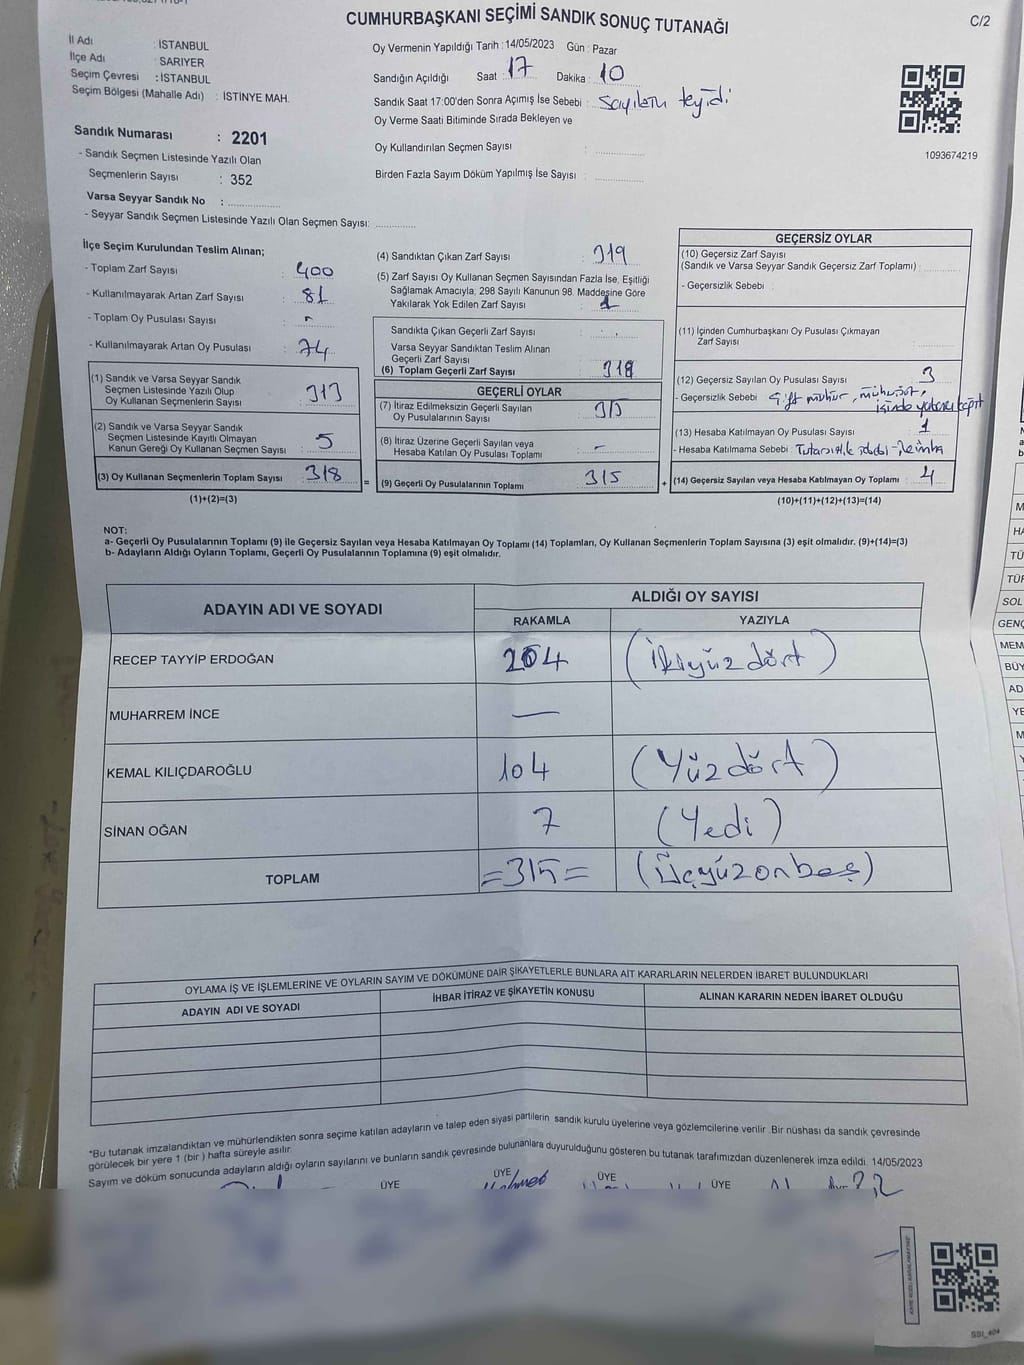 CUMHURBAŞKANI SEÇİMİ SANDIK SONUÇ TUTANAĞI
C/2
İl Adı : İSTANBUL
İlçe Adı : SARIYER
Seçim Çevresi : İSTANBUL
Seçim Bölgesi (Mahalle Adı) : İSTİNYE MAH.
Oy Vermenin Yapıldığı Tarih : 14/05/2023 Gün : Pazar
Sandığın Açıldığı Saat : 17 Dakika : 10
Sandık Saat 17:00'den Sonra Açımış İse Sebebi : sayıların teyidi
Oy Verme Saati Bitiminde Sırada Bekleyen ve
Oy Kullandırılan Seçmen Sayısı :
Birden Fazla Sayım Döküm Yapılmış İse Sayısı :
1093674219
Sandık Numarası : 2201
- Sandık Seçmen Listesinde Yazılı Olan
Seçmenlerin Sayısı : 352
Varsa Seyyar Sandık No :
- Seyyar Sandık Seçmen Listesinde Yazılı Olan Seçmen Sayısı:
İlçe Seçim Kurulundan Teslim Alınan;
- Toplam Zarf Sayısı : 400
- Kullanılmayarak Artan Zarf Sayısı : 81
- Toplam Oy Pusulası Sayısı :
- Kullanılmayarak Artan Oy Pusulası : 74
(1) Sandık ve Varsa Seyyar Sandık
Seçmen Listesinde Yazılı Olup
Oy Kullanan Seçmenlerin Sayısı : 313
(2) Sandık ve Varsa Seyyar Sandık
Seçmen Listesinde Kayıtlı Olmayan
Kanun Gereği Oy Kullanan Seçmen Sayısı : 5
(3) Oy Kullanan Seçmenlerin Toplam Sayısı : 318
(1)+(2)=(3)
(4) Sandıktan Çıkan Zarf Sayısı : 319
(5) Zarf Sayısı Oy Kullanan Seçmen Sayısından Fazla İse, Eşitliği
Sağlamak Amacıyla, 298 Sayılı Kanunun 98. Maddesine Göre
Yakılarak Yok Edilen Zarf Sayısı : 1
Sandıkta Çıkan Geçerli Zarf Sayısı :
Varsa Seyyar Sandıktan Teslim Alınan
Geçerli Zarf Sayısı :
(6) Toplam Geçerli Zarf Sayısı : 318
GEÇERLİ OYLAR
(7) İtiraz Edilmeksizin Geçerli Sayılan
Oy Pusulasının Sayısı : 315
(8) İtiraz Üzerine Geçerli Sayılan veya
Hesaba Katılan Oy Pusulası Toplamı : -
(9) Geçerli Oy Pusulalarının Toplamı : 315
GEÇERSİZ OYLAR
(10) Geçersiz Zarf Sayısı
(Sandık ve Varsa Seyyar Sandık Geçersiz Zarf Toplamı) :
- Geçersizlik Sebebi :
(11) İçinden Cumhurbaşkanı Oy Pusulası Çıkmayan
Zarf Sayısı :
(12) Geçersiz Sayılan Oy Pusulası Sayısı : 3
- Geçersizlik Sebebi : çift mühür, mühürsüz,
içinde
(13) Hesaba Katılmayan Oy Pusulası : 1
- Hesaba Katılmama Sebebi :
(14) Geçersiz Sayılan veya Hesaba Katılmayan Oy Toplamı : 4
(10)+(11)+(12)+(13)=(14)
NOT:
a- Geçerli Oy Pusulalarının Toplamı (9) ile Geçersiz Sayılan veya Hesaba Katılmayan Oy Toplamı (14) Toplamları, Oy Kullanan Seçmenlerin Toplam Sayısına (3) eşit olmalıdır. (9)+(14)=(3)
b- Adayların Aldığı Oyların Toplamı, Geçerli Oy Pusulalarının Toplamına (9) eşit olmalıdır.
ADAYIN ADI VE SOYADI
ALDIĞI OY SAYISI
RAKAMLA YAZIYLA
RECEP TAYYİP ERDOĞAN 204 (İkiyüzdört)
MUHARREM İNCE —
KEMAL KILIÇDAROĞLU 104 (Yüzdört)
SİNAN OĞAN 7 (Yedi)
TOPLAM =315= (Üçyüzonbeş)
OYLAMA İŞ VE İŞLEMLERİNE VE OYLARIN SAYIM VE DÖKÜMÜNE DAİR ŞİKAYETLERLE BUNLARA AİT KARARLARIN NELERDEN İBARET BULUNDUKLARI
ADAYIN ADI VE SOYADI İHBAR İTİRAZ VE ŞİKAYETİN KONUSU ALINAN KARARIN NEDEN İBARET OLDUĞU
*Bu tutanak imzalandıktan ve mühürlendikten sonra seçime katılan adayların ve talep eden siyasi partilerin sandık kurulu üyelerine veya gözlemcilerine verilir. Bir nüshası da sandık çevresinde
görülecek bir yere 1 (bir) hafta süreyle asılır.
Sayım ve döküm sonucunda adayların aldığı oyların sayılarını ve bunların sandık çevresinde bulunanlara duyurulduğunu gösteren bu tutanak tarafımızdan düzenlenerek imza edildi. 14/05/2023
ÜYE ÜYE ÜYE ÜYE